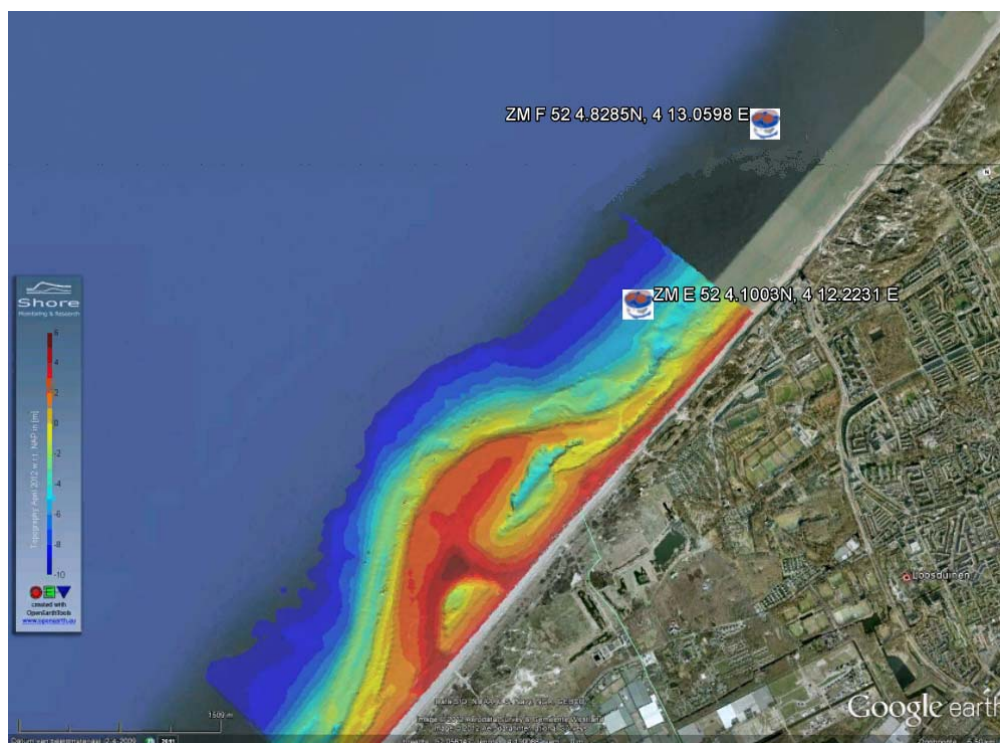 ZM F 52 4.8285N, 4 13.0598 E
ZM E 52 4.1003N, 4 12.2231 E
Shore
Monitoring & Research
6
4
2
0
-2
-4
-6
-8
-10
Topography April 2012 w.r.t. NAP in [m]
created with
OpenEarthTools
www.openearth.eu
Loosduinen
1509 m
Google earth